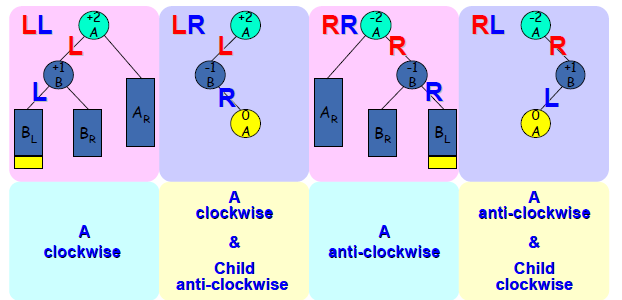 LL
+2
A
L
+1
B
L
BL
BR
AR
LR
+2
A
L
-1
B
R
0
A
RR
-2
A
R
-1
B
R
AR
BR
BL
RL
-2
A
R
+1
B
L
0
A
A
clockwise
A
clockwise
&
Child
anti-clockwise
A
anti-clockwise
A
anti-clockwise
&
Child
clockwise